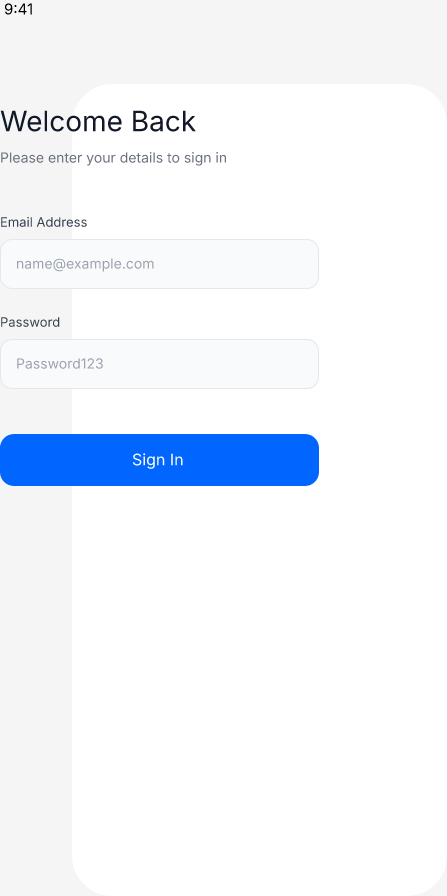 9:41
Welcome Back
Please enter your details to sign in
Email Address
name@example.com
Password
Password123
Sign In